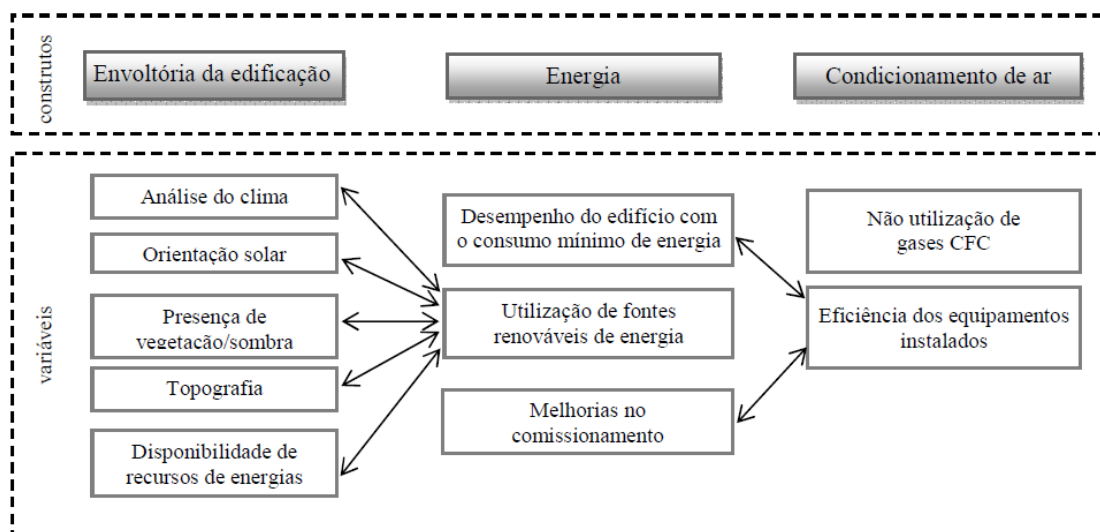 construtos
Envoltória da edificação
Energia
Condicionamento de ar
variáveis
Análise do clima
Orientação solar
Presença de
vegetação/sombra
Topografia
Disponibilidade de
recursos de energias
Desempenho do edifício com
o consumo mínimo de energia
Utilização de fontes
renováveis de energia
Melhorias no
comissionamento
Não utilização de
gases CFC
Eficiência dos equipamentos
instalados